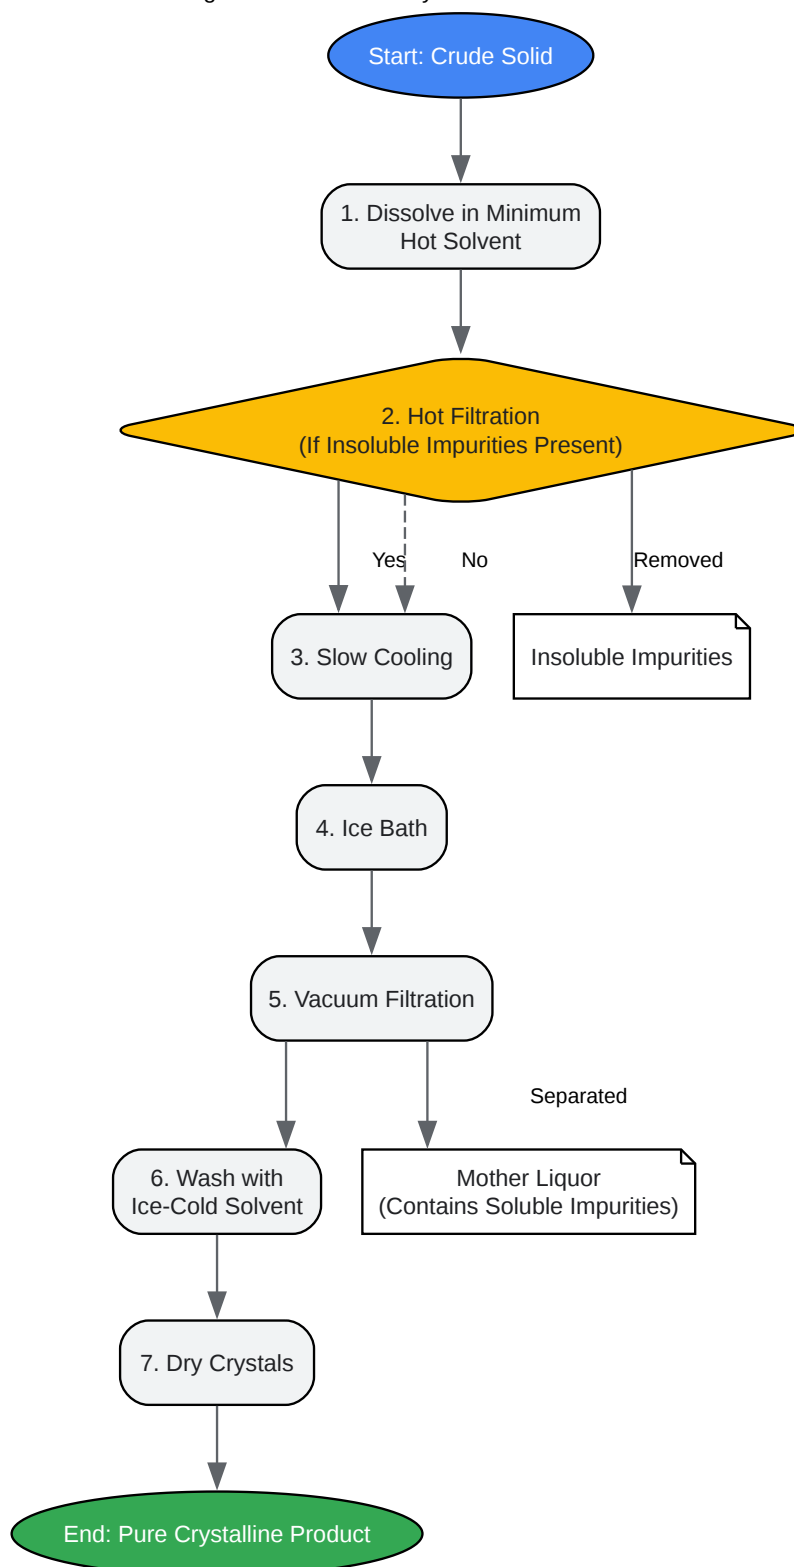 Start: Crude Solid
1. Dissolve in Minimum
Hot Solvent
2. Hot Filtration
(If Insoluble Impurities Present)
Yes
No
Removed
3. Slow Cooling
Insoluble Impurities
4. Ice Bath
5. Vacuum Filtration
Separated
6. Wash with
Ice-Cold Solvent
Mother Liquor
(Contains Soluble Impurities)
7. Dry Crystals
End: Pure Crystalline Product